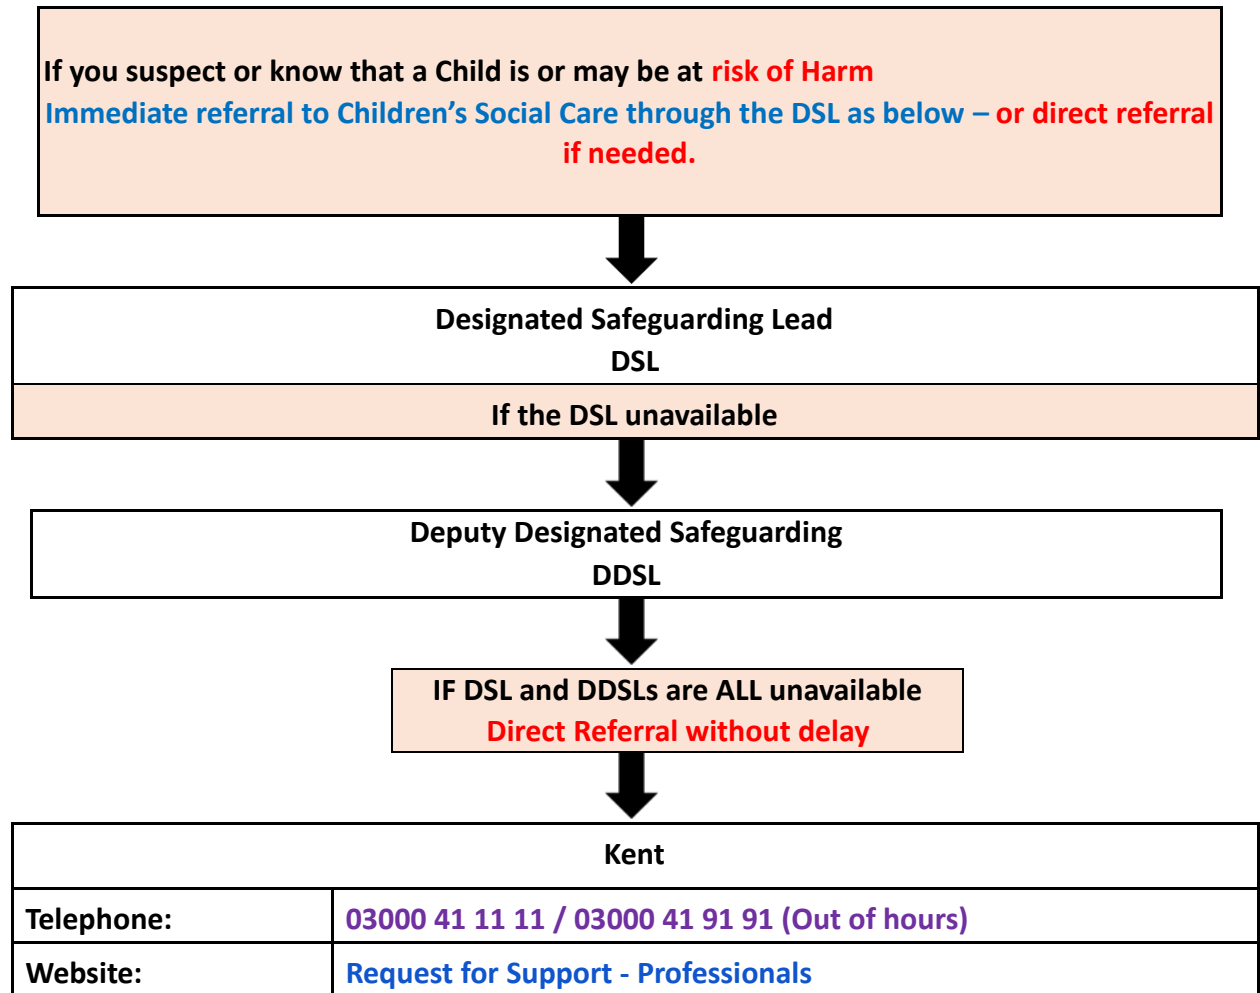 If you suspect or know that a Child is or may be at risk of Harm
Immediate referral to Children’s Social Care through the DSL as below – or direct referral
if needed.
Designated Safeguarding Lead
DSL
If the DSL unavailable
Deputy Designated Safeguarding
DDSL
IF DSL and DDSLs are ALL unavailable
Direct Referral without delay
Kent
Telephone: 03000 41 11 11 / 03000 41 91 91 (Out of hours)
Website: Request for Support - Professionals